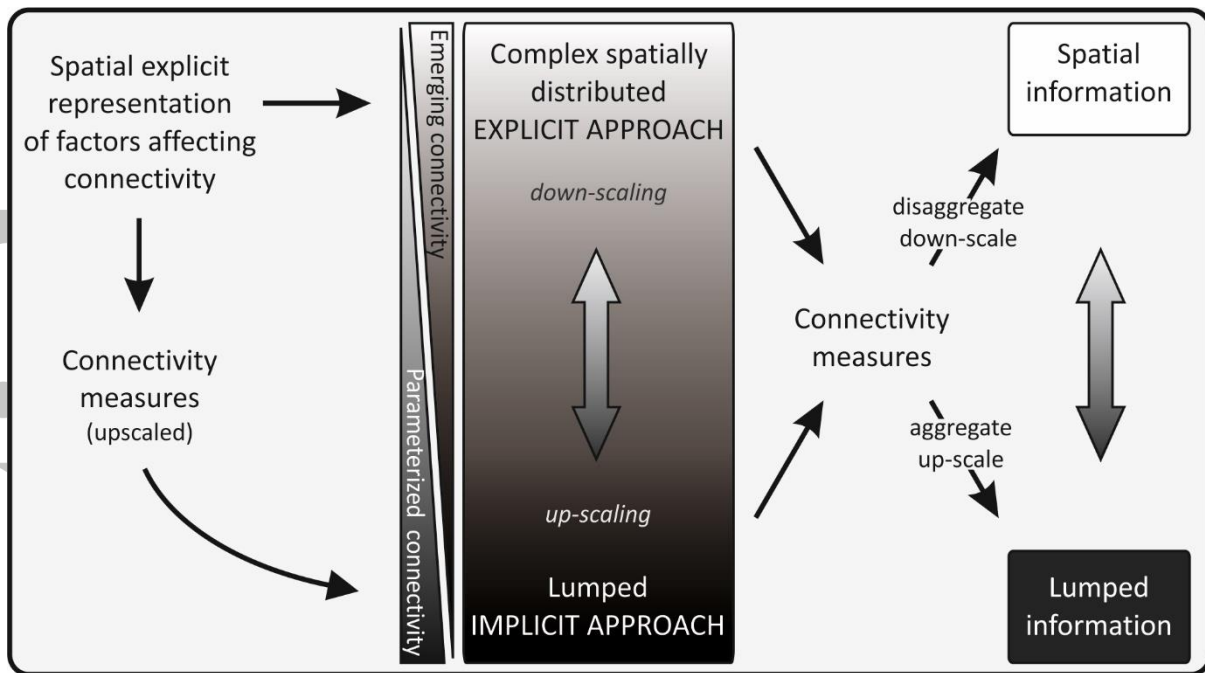 Spatial explicit
representation
of factors affecting
connectivity
Connectivity
measures
(upscaled)
Emerging connectivity
Parameterized connectivity
Complex spatially
distributed
EXPLICIT APPROACH
down-scaling
up-scaling
Lumped
IMPLICIT APPROACH
Connectivity
measures
disaggregate
down-scale
aggregate
up-scale
Spatial
information
Lumped
information